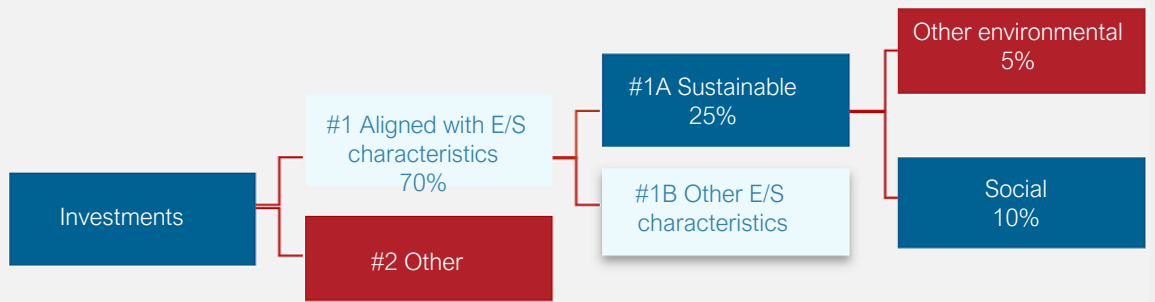 Investments
#1 Aligned with E/S
characteristics
70%
#2 Other
#1A Sustainable
25%
#1B Other E/S
characteristics
Other environmental
5%
Social
10%